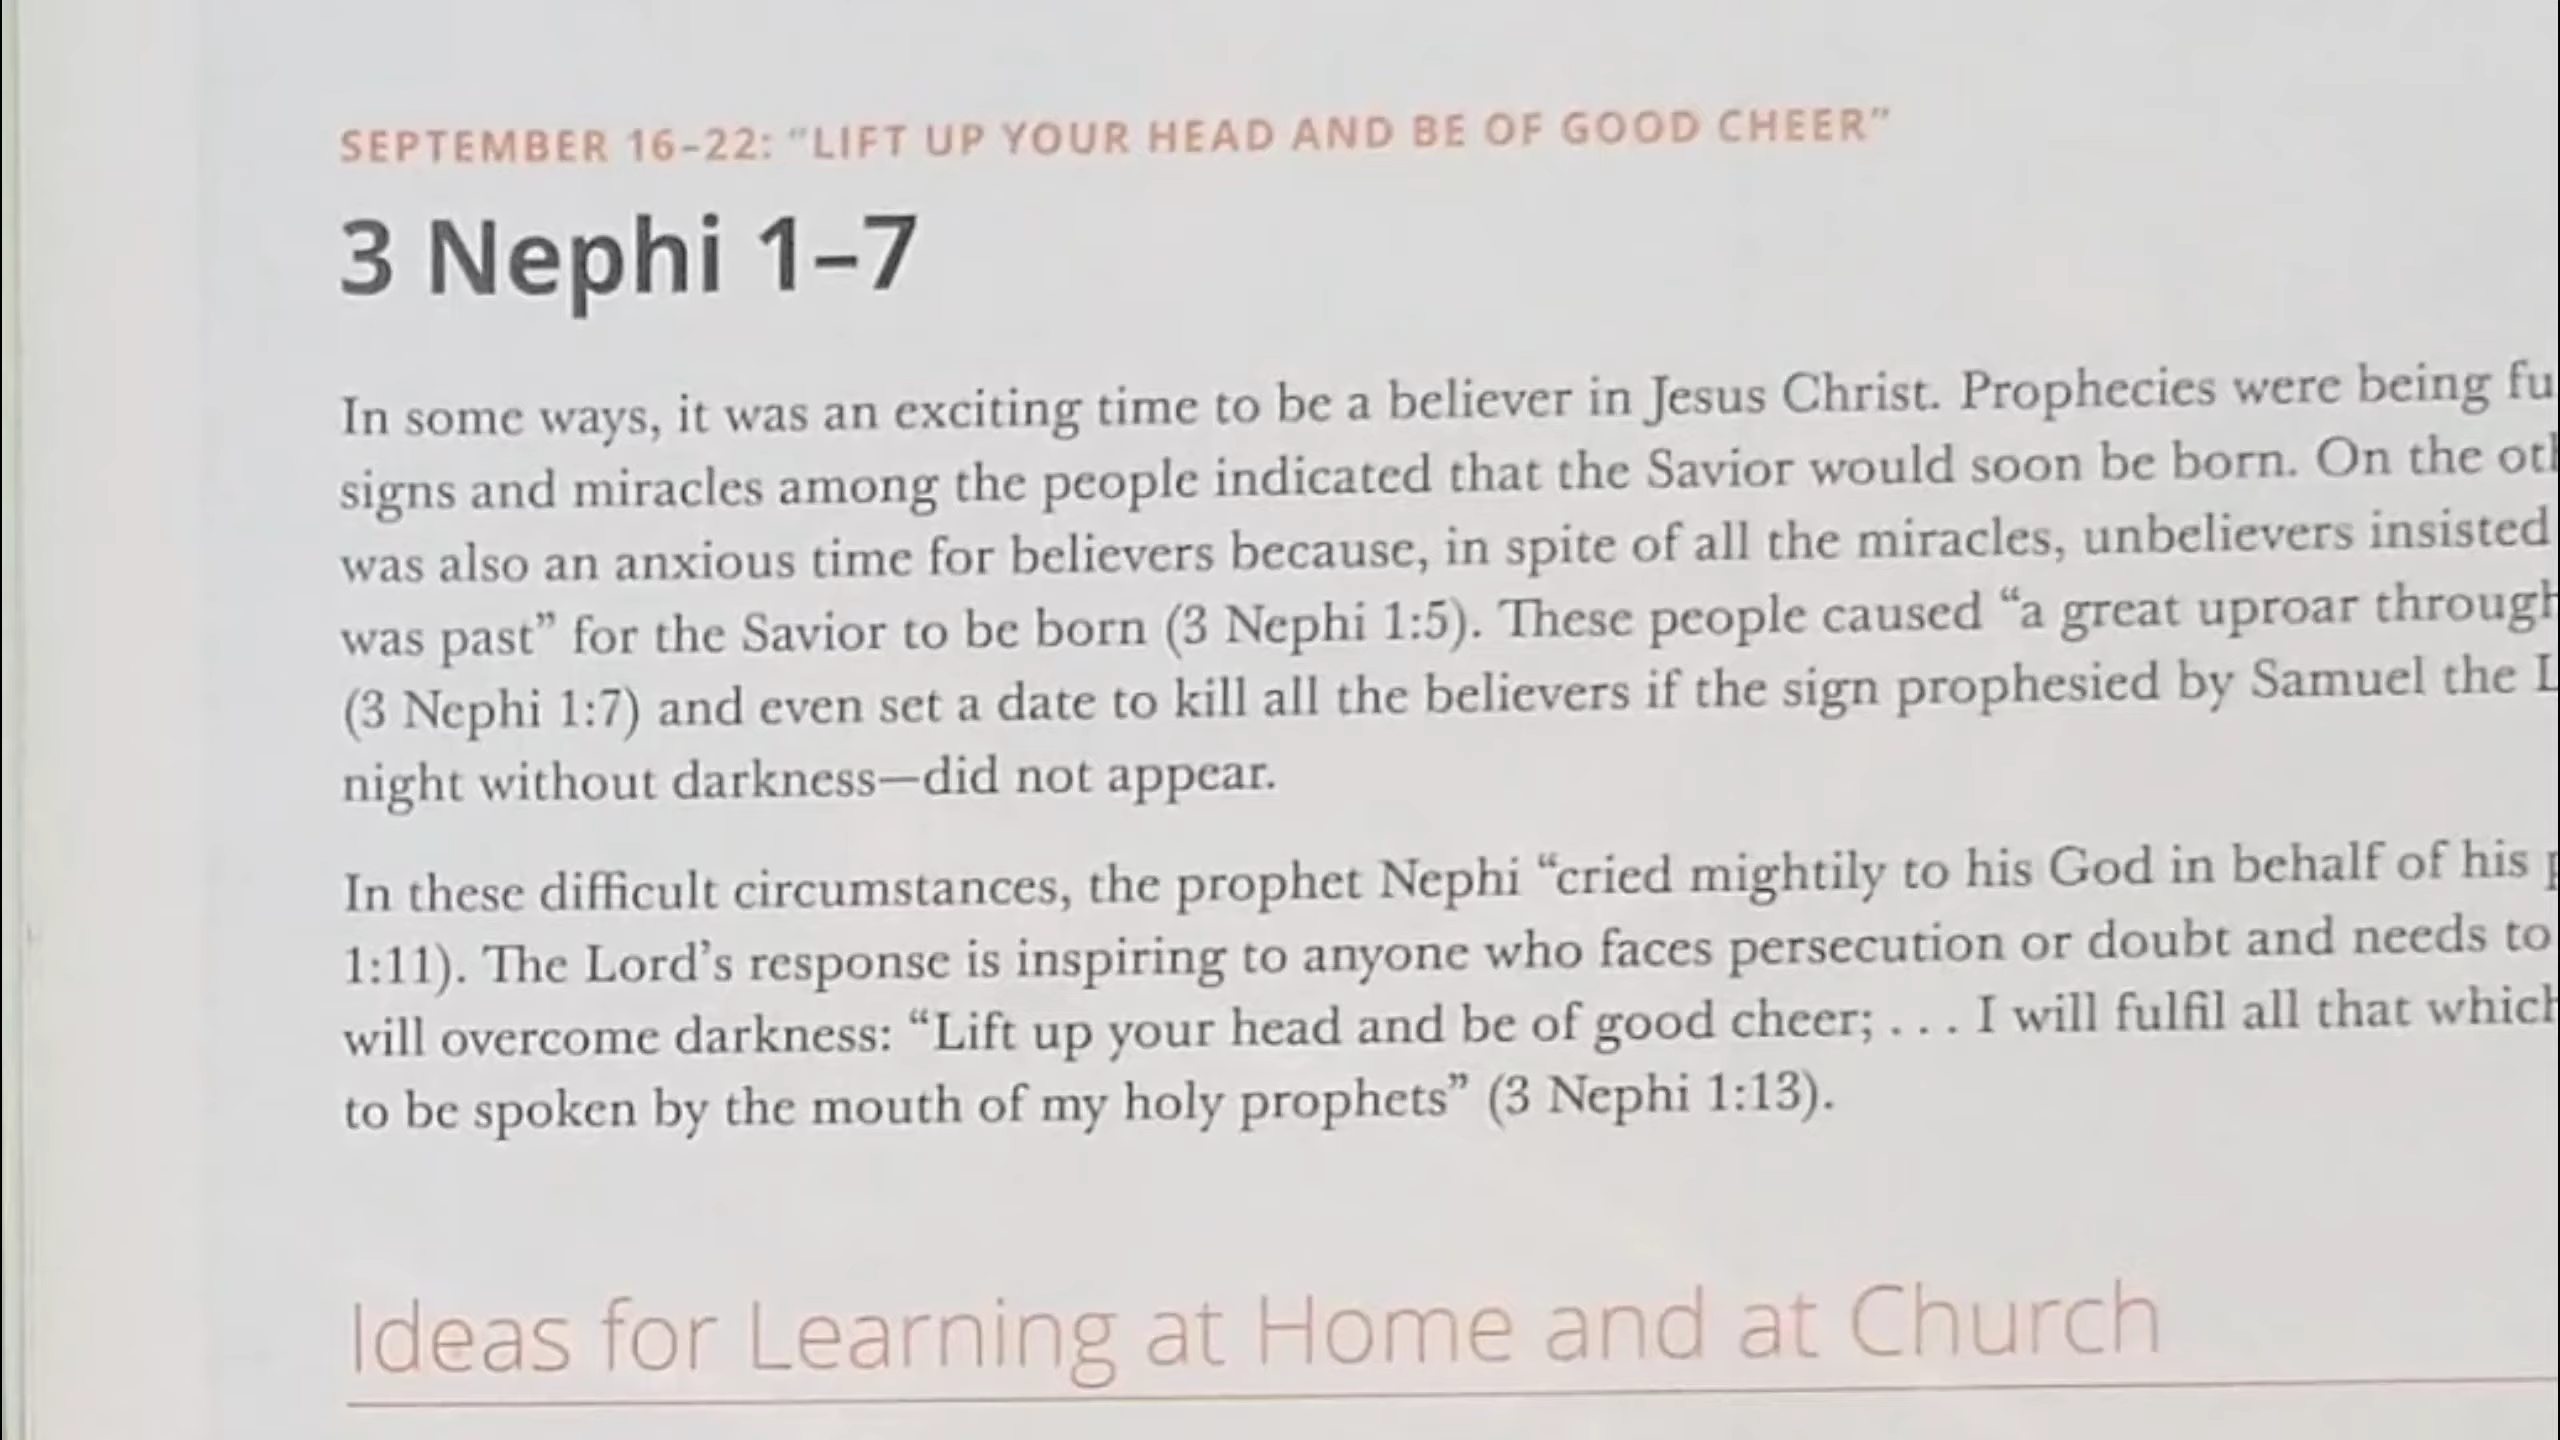 SEPTEMBER 16–22: “LIFT UP YOUR HEAD AND BE OF GOOD CHEER”
3 Nephi 1–7
In some ways, it was an exciting time to be a believer in Jesus Christ. Prophecies were being
signs and miracles among the people indicated that the Savior would soon be born. On the
was also an anxious time for believers because, in spite of all the miracles, unbelievers insisted
was past” for the Savior to be born (3 Nephi 1:5). These people caused “a great uproar
(3 Nephi 1:7) and even set a date to kill all the believers if the sign prophesied by Samuel the
night without darkness—did not appear.
In these difficult circumstances, the prophet Nephi “cried mightily to his God in behalf of his
1:11). The Lord’s response is inspiring to anyone who faces persecution or doubt and needs to
will overcome darkness: “Lift up your head and be of good cheer; . . . I will fulfil all that which
to be spoken by the mouth of my holy prophets” (3 Nephi 1:13).
Ideas for Learning at Home and at Church